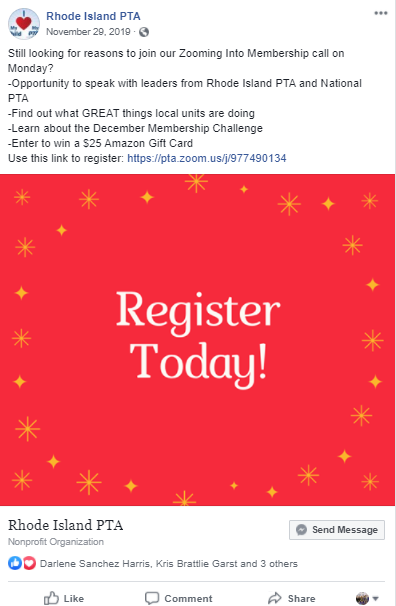 Rhode Island PTA
November 29, 2019 ·
Still looking for reasons to join our Zooming Into Membership call on
Monday?
-Opportunity to speak with leaders from Rhode Island PTA and National
PTA
-Find out what GREAT things local units are doing
-Learn about the December Membership Challenge
-Enter to win a $25 Amazon Gift Card
Use this link to register: https://pta.zoom.us/j/977490134
Register
Today!
Rhode Island PTA
Nonprofit Organization
Send Message
Darlene Sanchez Harris, Kris Brattlie Garst and 3 others
Like Comment Share